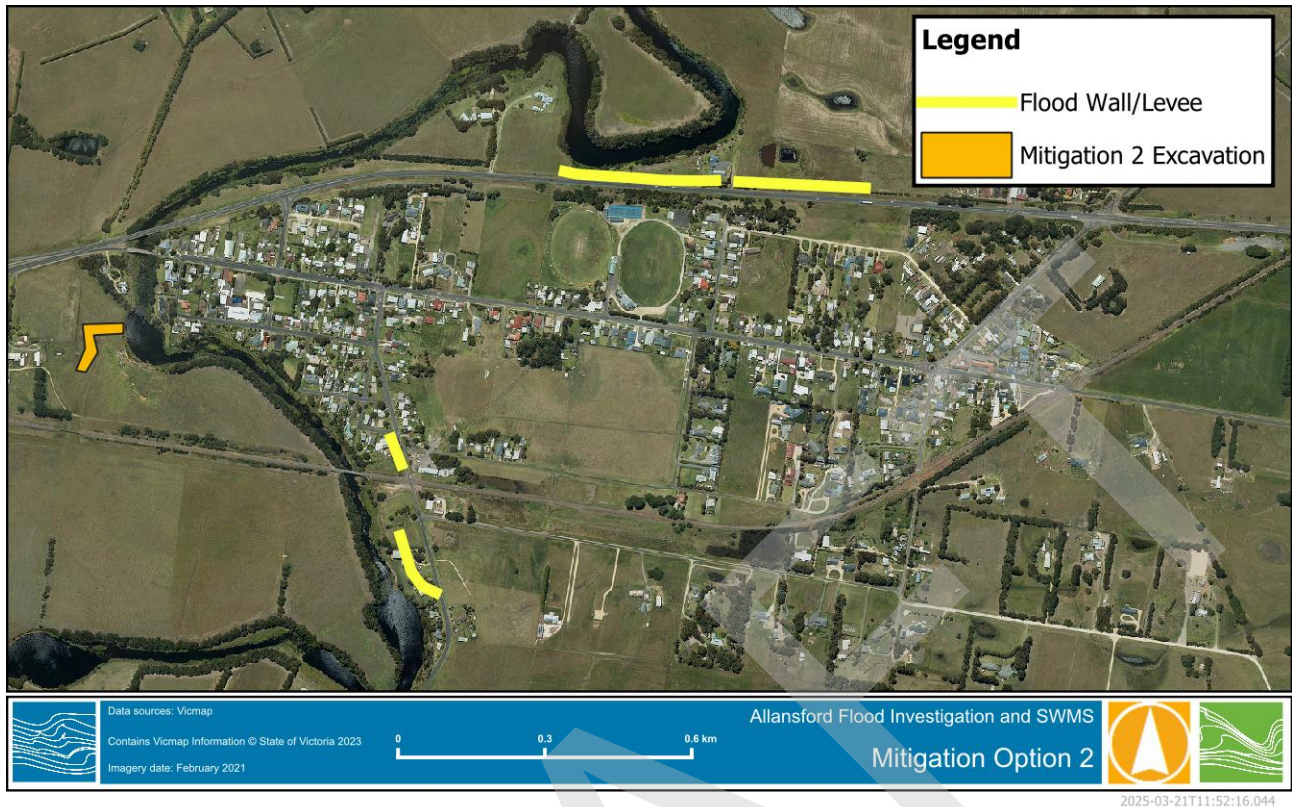 Legend
Flood Wall/Levee
Mitigation 2 Excavation
Data sources: Vicmap
Contains Vicmap Information © State of Victoria 2023
Imagery date: February 2021
0 0.3 0.6 km
Allansford Flood Investigation and SWMS
Mitigation Option 2
2025-03-21T11:52:16.044